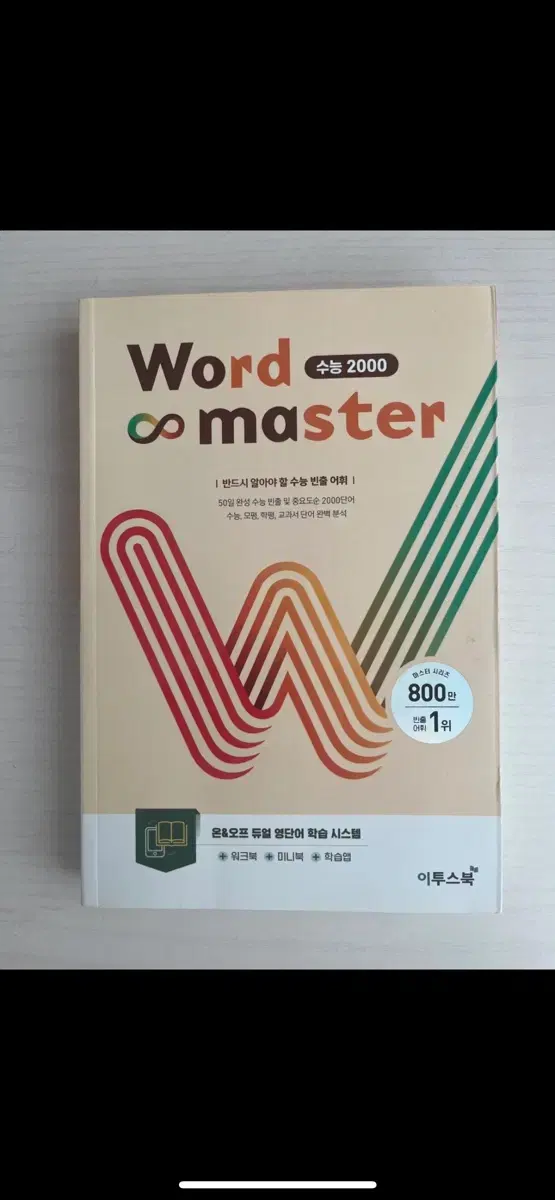 Word 수능 2000
master
| 반드시 알아야 할 수능 빈출 어휘 |
50일 완성 수능 빈출 및 중요도순 2000단어
수능, 모평, 학평, 교과서 단어 완벽 분석
마스터 시리즈
800만
빈출 어휘 1위
온&오프 듀얼 영단어 학습 시스템
+ 워크북 + 미니북 + 학습앱
이투스북